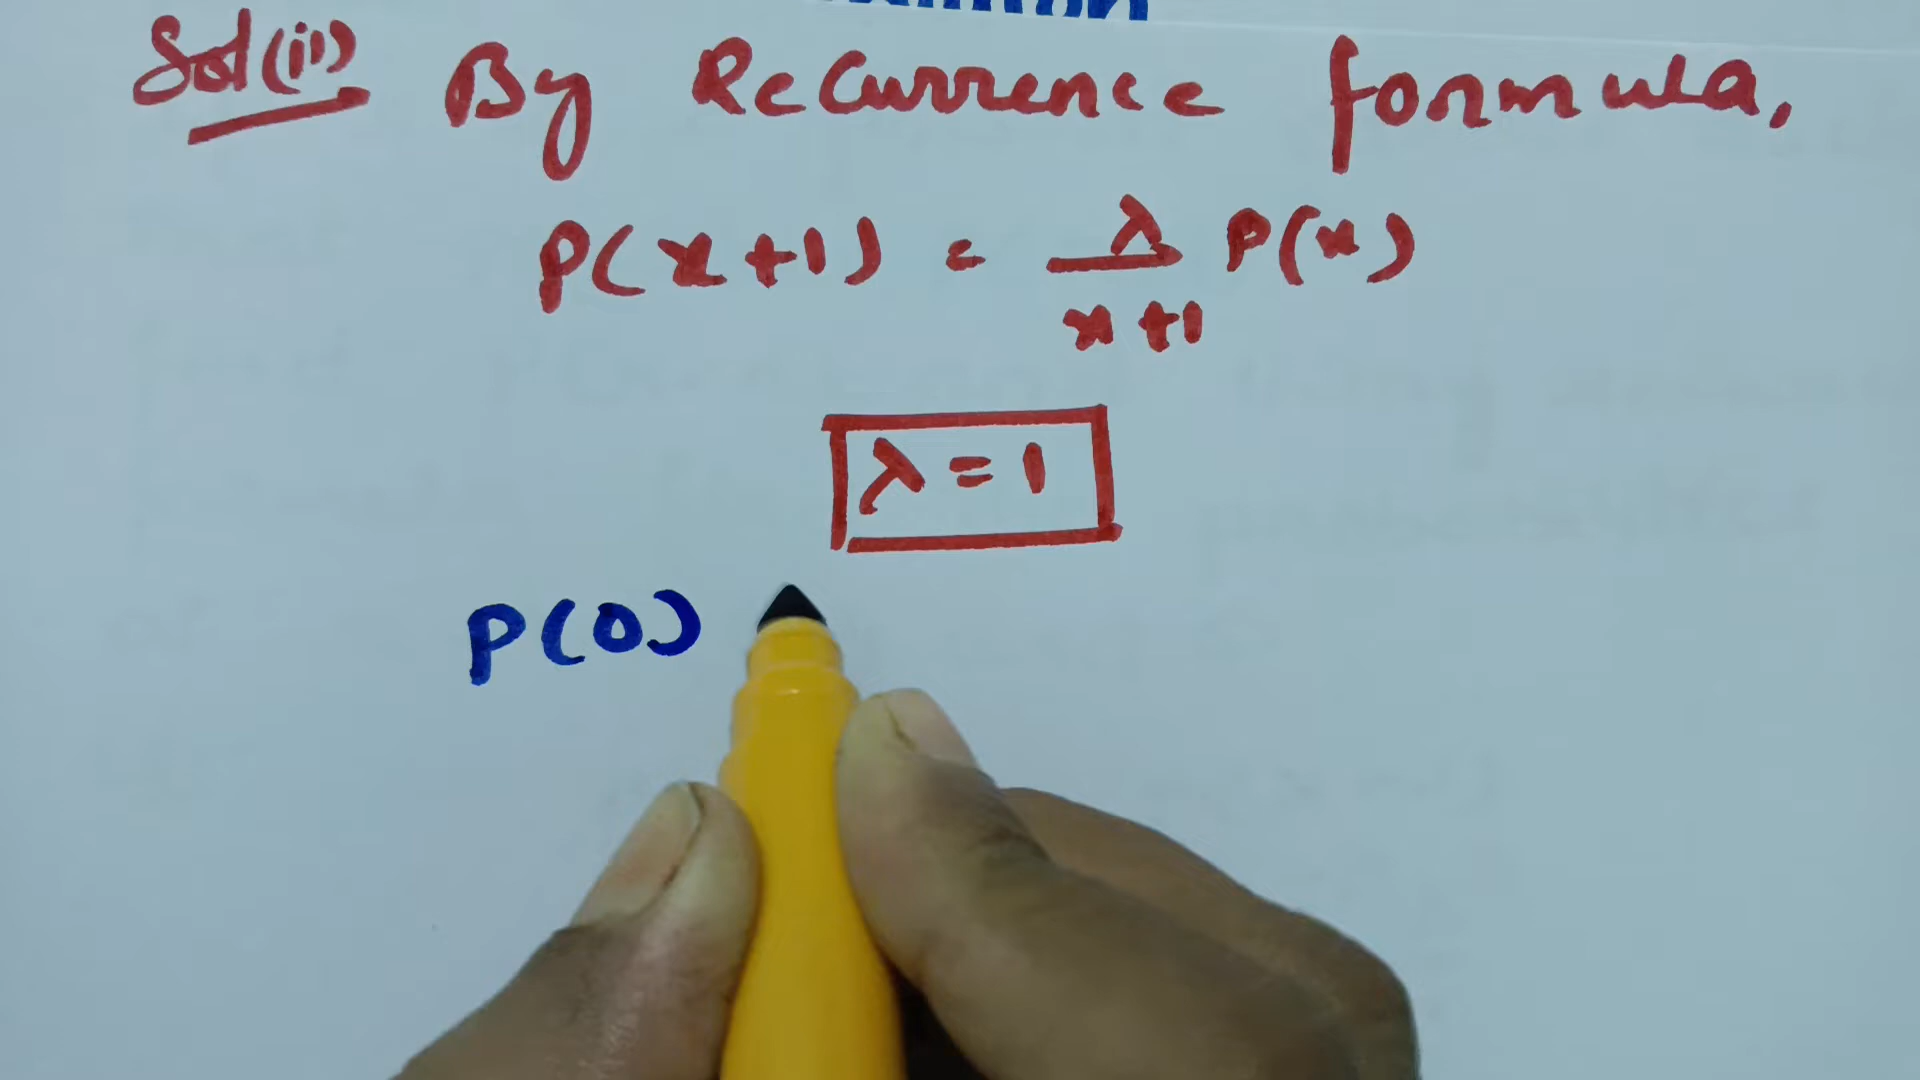 Sol(ii) By Recurrence formula,
P(x+1) = λ/x+1 P(x)
λ = 1
P(0)